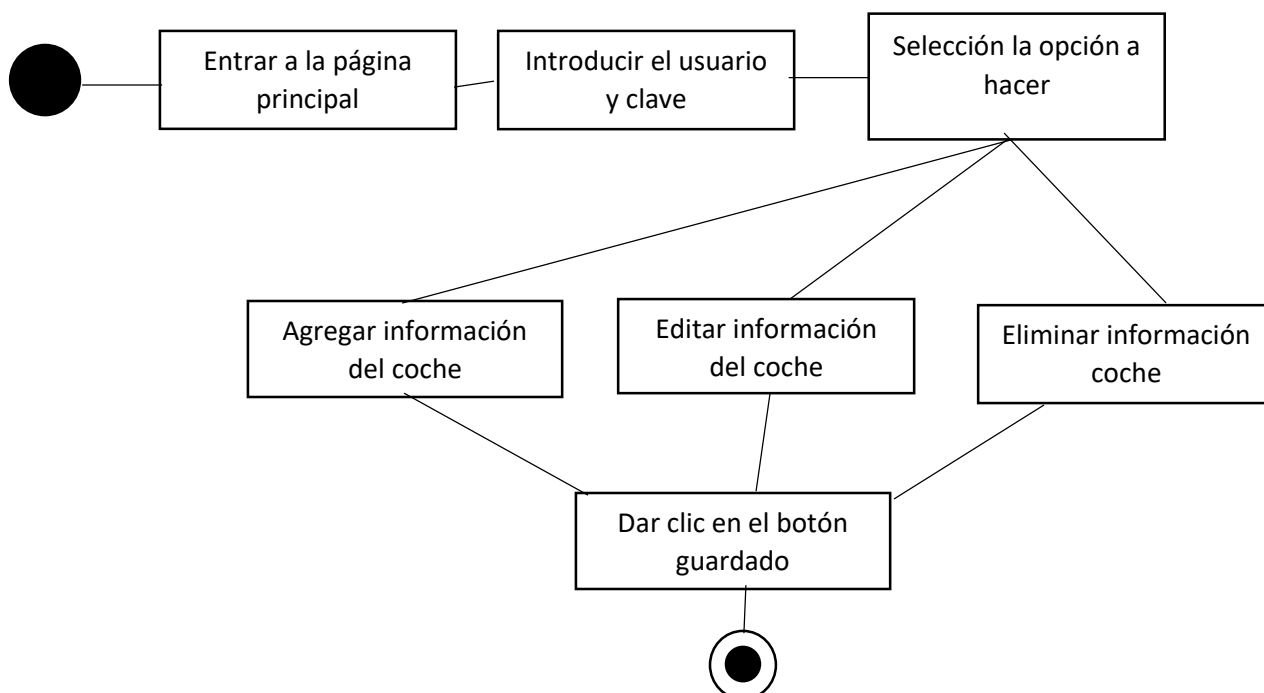 Entrar a la página
principal
Introducir el usuario
y clave
Selección la opción a
hacer
Agregar información
del coche
Editar información
del coche
Eliminar información
coche
Dar clic en el botón
guardado